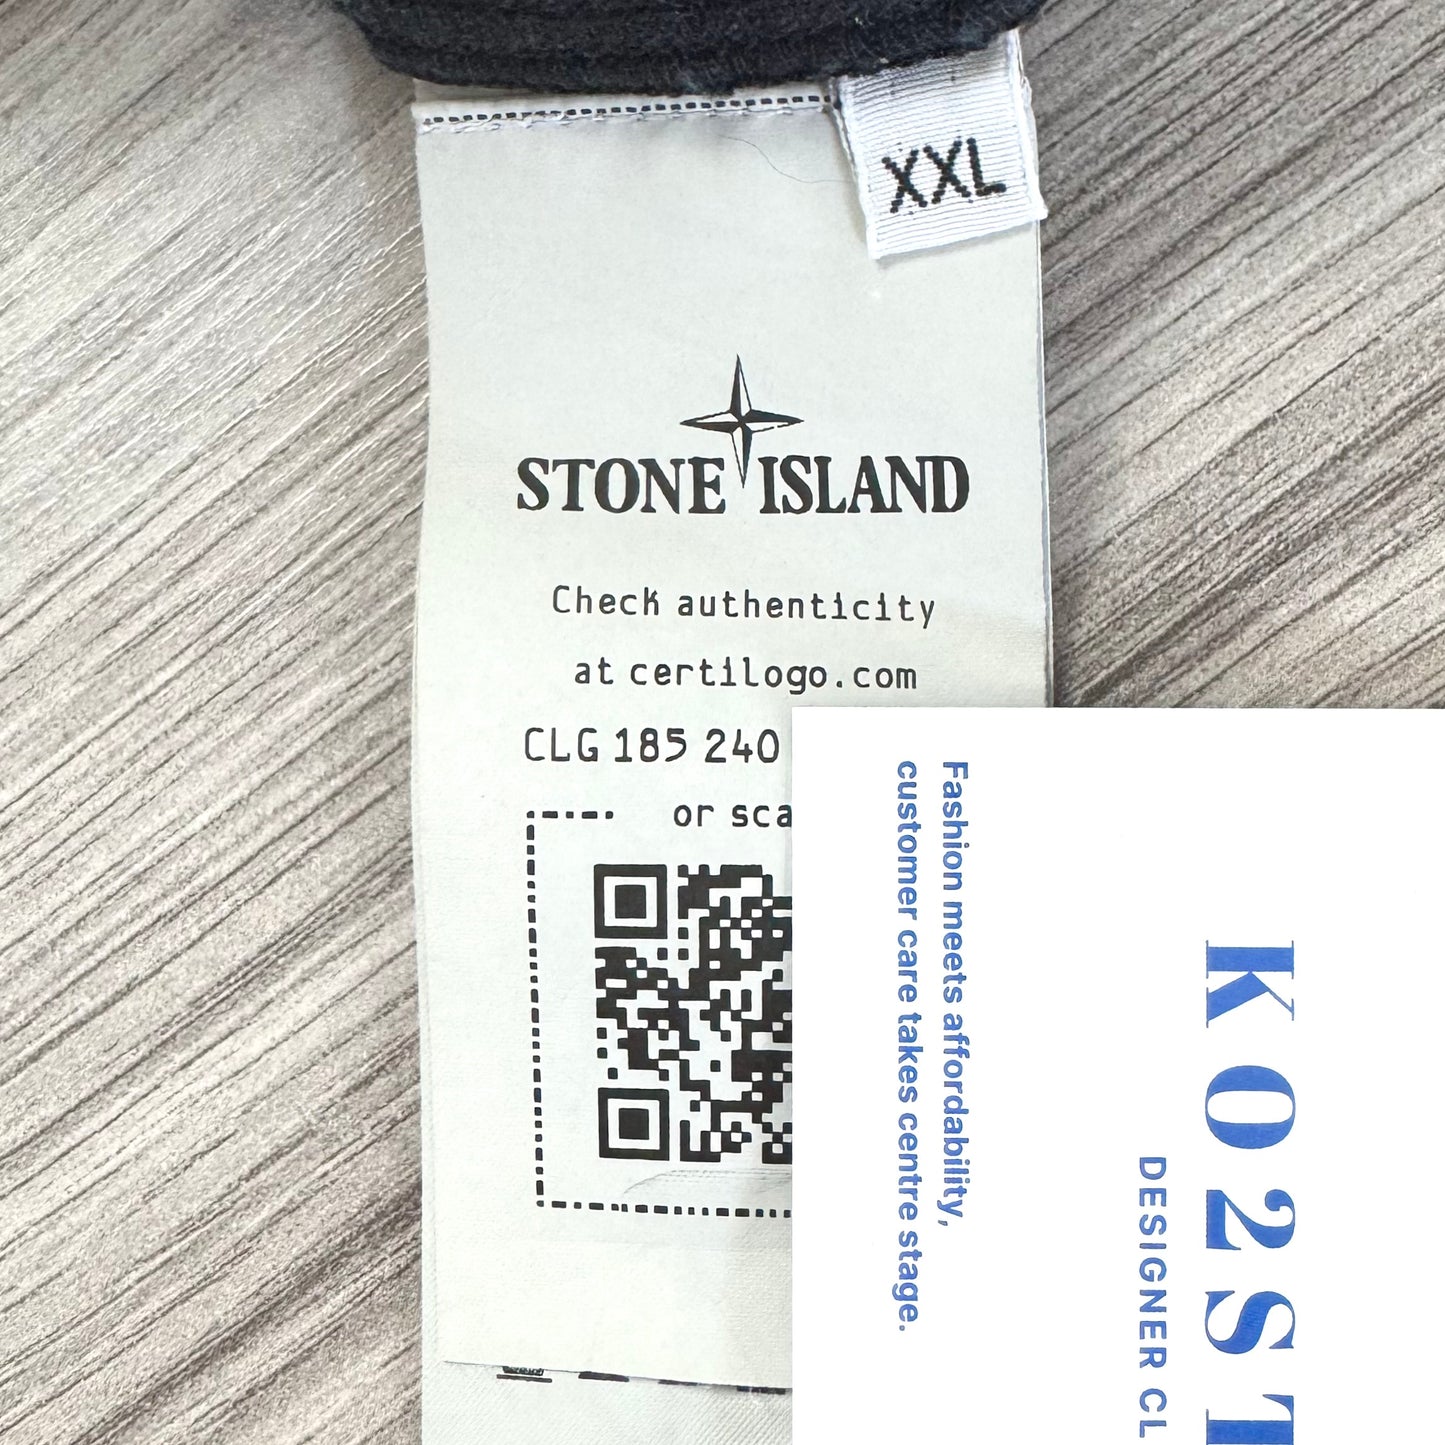 XXL
STONE ISLAND
Check authenticity
at certilogo.com
CLG 185 240
or sca
Fashion meets affordability,
customer care takes centre stage.
KO2ST
DESIGNER CL